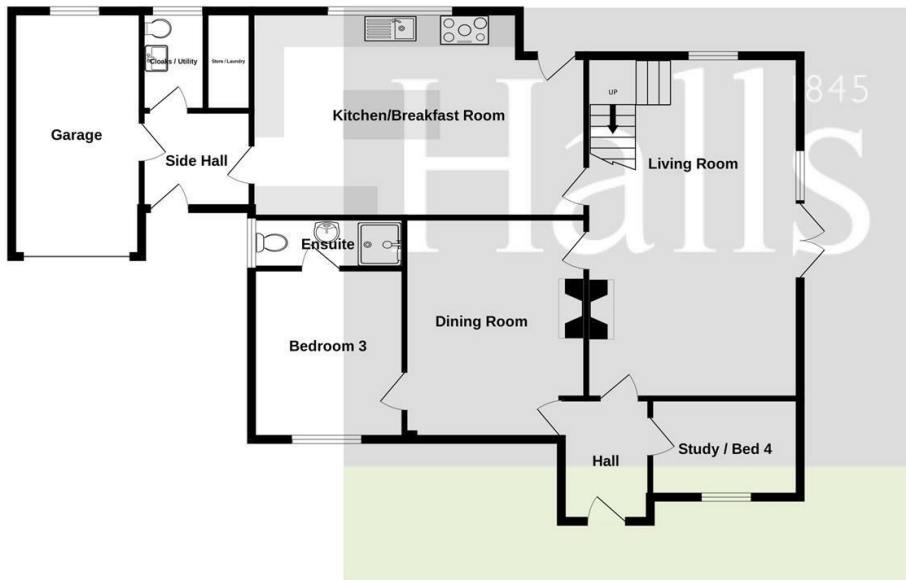 Cloaks / Utility
Store / Laundry
Garage
Side Hall
Kitchen/Breakfast Room
UP
Living Room
1845
Halls
Ensuite
Bedroom 3
Dining Room
Hall
Study / Bed 4